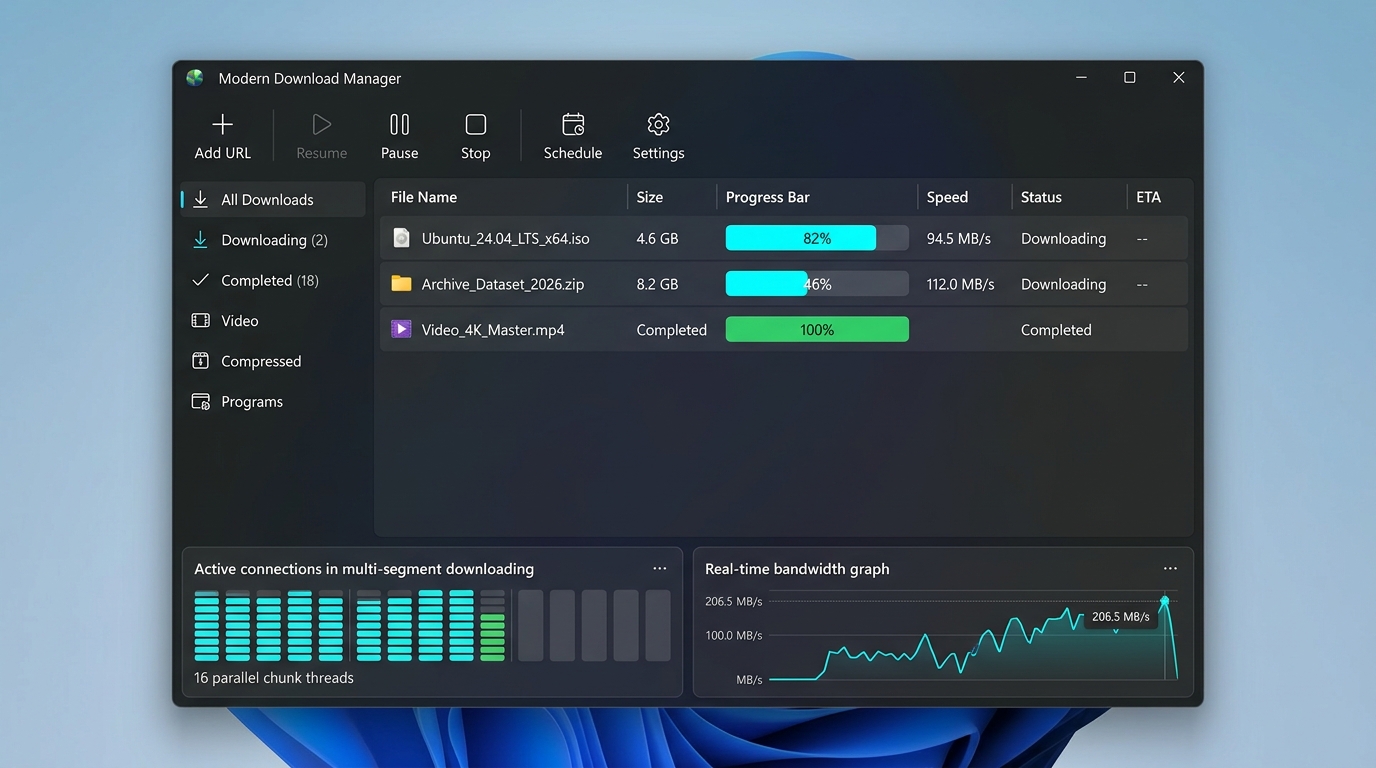 Modern Download Manager
Add URL
Resume
Pause
Stop
Schedule
Settings
All Downloads
Downloading (2)
Completed (18)
Video
Compressed
Programs
File Name Size Progress Bar Speed Status ETA
Ubuntu_24.04_LTS_x64.iso 4.6 GB 82% 94.5 MB/s Downloading --
Archive_Dataset_2026.zip 8.2 GB 46% 112.0 MB/s Downloading --
Video_4K_Master.mp4 Completed 100% Completed
Active connections in multi-segment downloading
16 parallel chunk threads
Real-time bandwidth graph
206.5 MB/s
100.0 MB/s
MB/s
206.5 MB/s